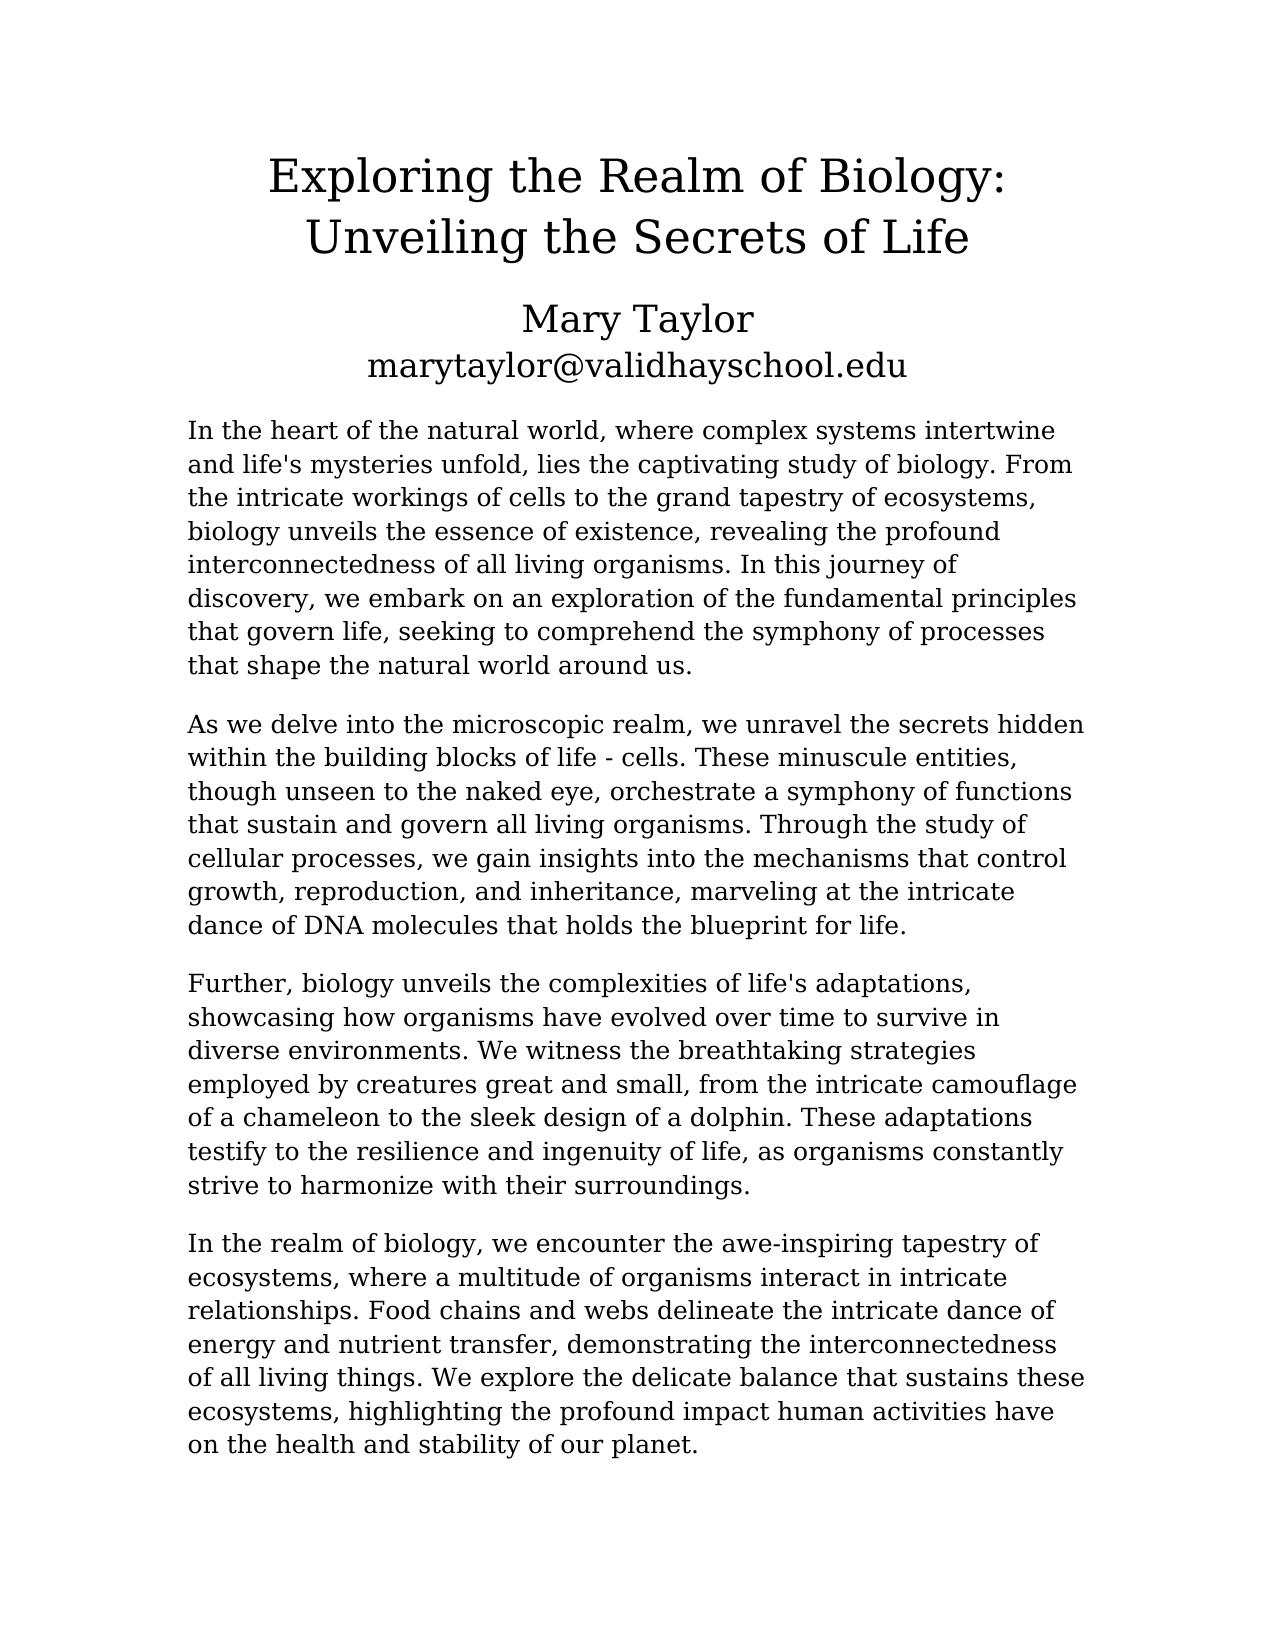 Exploring the Realm of Biology:
Unveiling the Secrets of Life
Mary Taylor
marytaylor@validhayschool.edu
In the heart of the natural world, where complex systems intertwine
and life's mysteries unfold, lies the captivating study of biology. From
the intricate workings of cells to the grand tapestry of ecosystems,
biology unveils the essence of existence, revealing the profound
interconnectedness of all living organisms. In this journey of
discovery, we embark on an exploration of the fundamental principles
that govern life, seeking to comprehend the symphony of processes
that shape the natural world around us.
As we delve into the microscopic realm, we unravel the secrets hidden
within the building blocks of life - cells. These minuscule entities,
though unseen to the naked eye, orchestrate a symphony of functions
that sustain and govern all living organisms. Through the study of
cellular processes, we gain insights into the mechanisms that control
growth, reproduction, and inheritance, marveling at the intricate
dance of DNA molecules that holds the blueprint for life.
Further, biology unveils the complexities of life's adaptations,
showcasing how organisms have evolved over time to survive in
diverse environments. We witness the breathtaking strategies
employed by creatures great and small, from the intricate camouflage
of a chameleon to the sleek design of a dolphin. These adaptations
testify to the resilience and ingenuity of life, as organisms constantly
strive to harmonize with their surroundings.
In the realm of biology, we encounter the awe-inspiring tapestry of
ecosystems, where a multitude of organisms interact in intricate
relationships. Food chains and webs delineate the intricate dance of
energy and nutrient transfer, demonstrating the interconnectedness
of all living things. We explore the delicate balance that sustains these
ecosystems, highlighting the profound impact human activities have
on the health and stability of our planet.